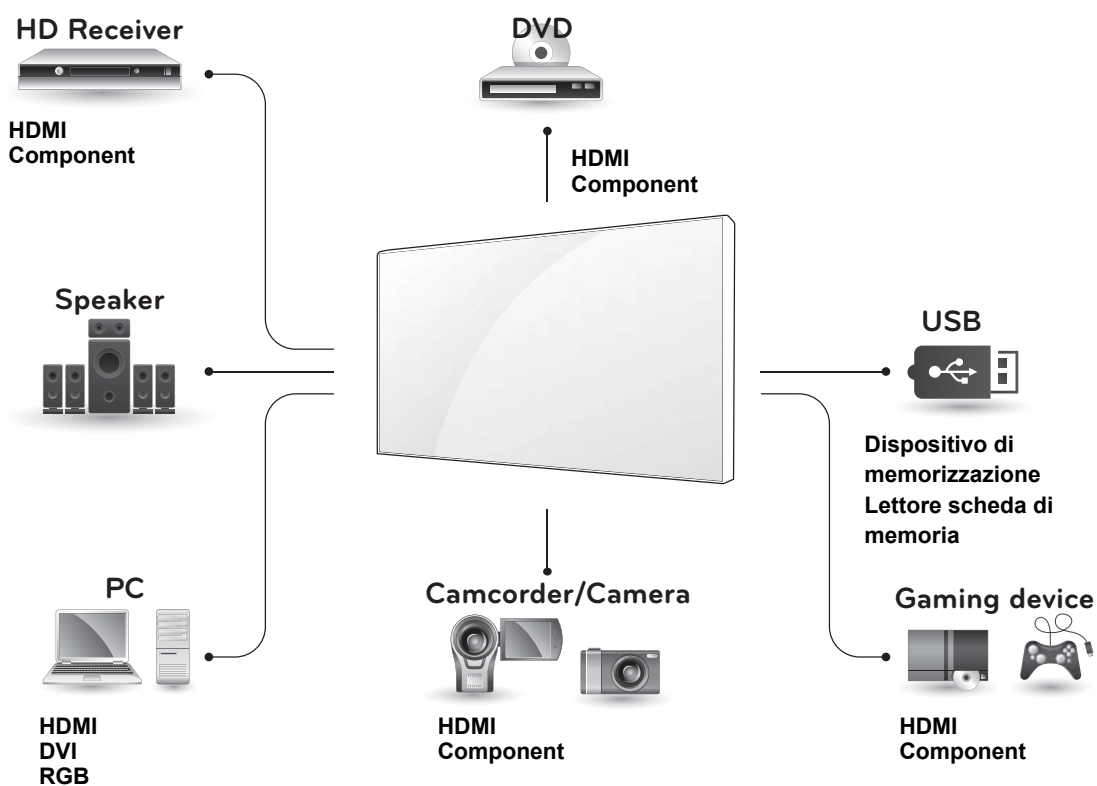 HD Receiver
HDMI
Component
DVD
HDMI
Component
Speaker
USB
Dispositivo di
memorizzazione
Lettore scheda di
memoria
PC
HDMI
DVI
RGB
Camcorder/Camera
HDMI
Component
Gaming device
HDMI
Component